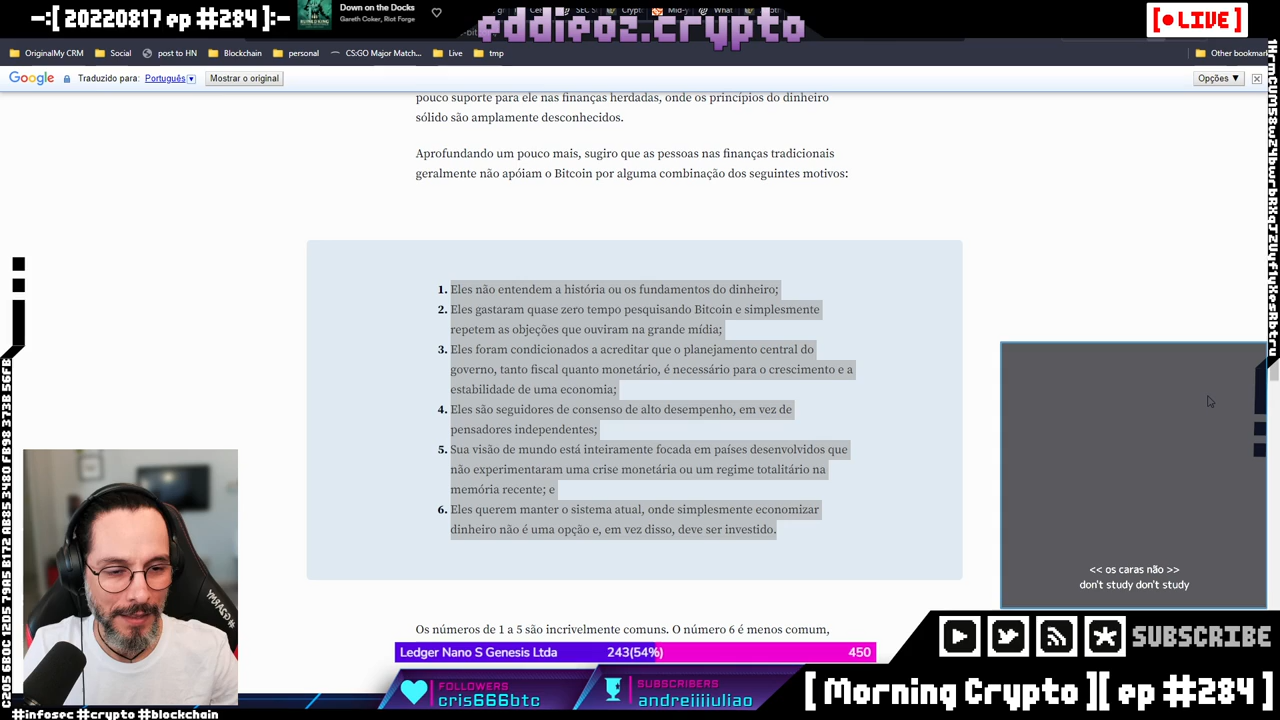 -:[ 20220817 ep #284 ]:-
Down on the Docks
Gareth Coker, Riot Forge
eddieoz.crypto
[ LIVE ]
OriginalMy CRM
Social
post to HN
Blockchain
personal
CS:GO Major Match...
Live
tmp
Other bookmar
Google
Traduzido para:
Português
Mostrar o original
Opções ▼
pouco suporte para ele nas finanças herdadas, onde os princípios do dinheiro
sólido são amplamente desconhecidos.
Aprofundando um pouco mais, sugiro que as pessoas nas finanças tradicionais
geralmente não apóiam o Bitcoin por alguma combinação dos seguintes motivos:
1. Eles não entendem a história ou os fundamentos do dinheiro;
2. Eles gastaram quase zero tempo pesquisando Bitcoin e simplesmente
repetem as objeções que ouviram na grande mídia;
3. Eles foram condicionados a acreditar que o planejamento central do
governo, tanto fiscal quanto monetário, é necessário para o crescimento e a
estabilidade de uma economia;
4. Eles são seguidores de consenso de alto desempenho, em vez de
pensadores independentes;
5. Sua visão de mundo está inteiramente focada em países desenvolvidos que
não experimentaram uma crise monetária ou um regime totalitário na
memória recente; e
6. Eles querem manter o sistema atual, onde simplesmente economizar
dinheiro não é uma opção e, em vez disso, deve ser investido.
Os números de 1 a 5 são incrivelmente comuns. O número 6 é menos comum,
<< os caras não >>
don't study don't study
Ledger Nano S Genesis Ltda
243(54%)
450
FOLLOWERS
cris666btc
SUBSCRIBERS
andrejjjuliao
SUBSCRIBE
[ Morning Crypto ][ ep #284 ]
#infosec #crypto #blockchain